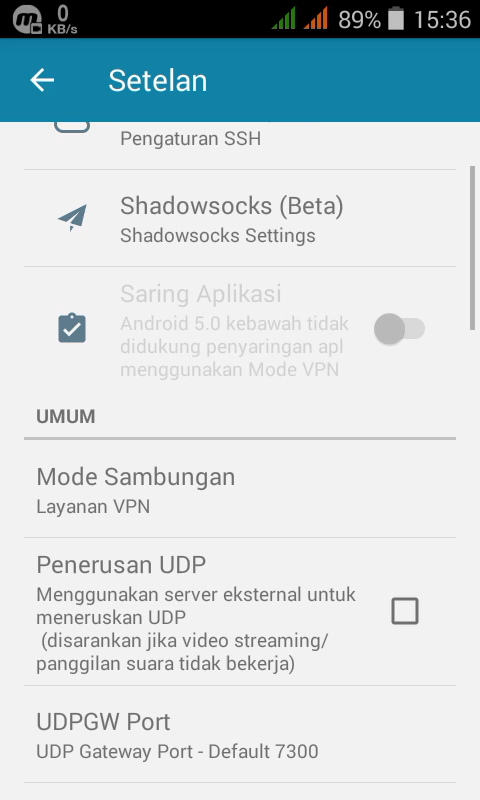 0
KB/s
89%
15:36
Setelan
Pengaturan SSH
Shadowsocks (Beta)
Shadowsocks Settings
Saring Aplikasi
Android 5.0 kebawah tidak
didukung penyaringan apl
menggunakan Mode VPN
UMUM
Mode Sambungan
Layanan VPN
Penerusan UDP
Menggunakan server eksternal untuk
meneruskan UDP
(disarankan jika video streaming/
panggilan suara tidak bekerja)
UDPGW Port
UDP Gateway Port - Default 7300